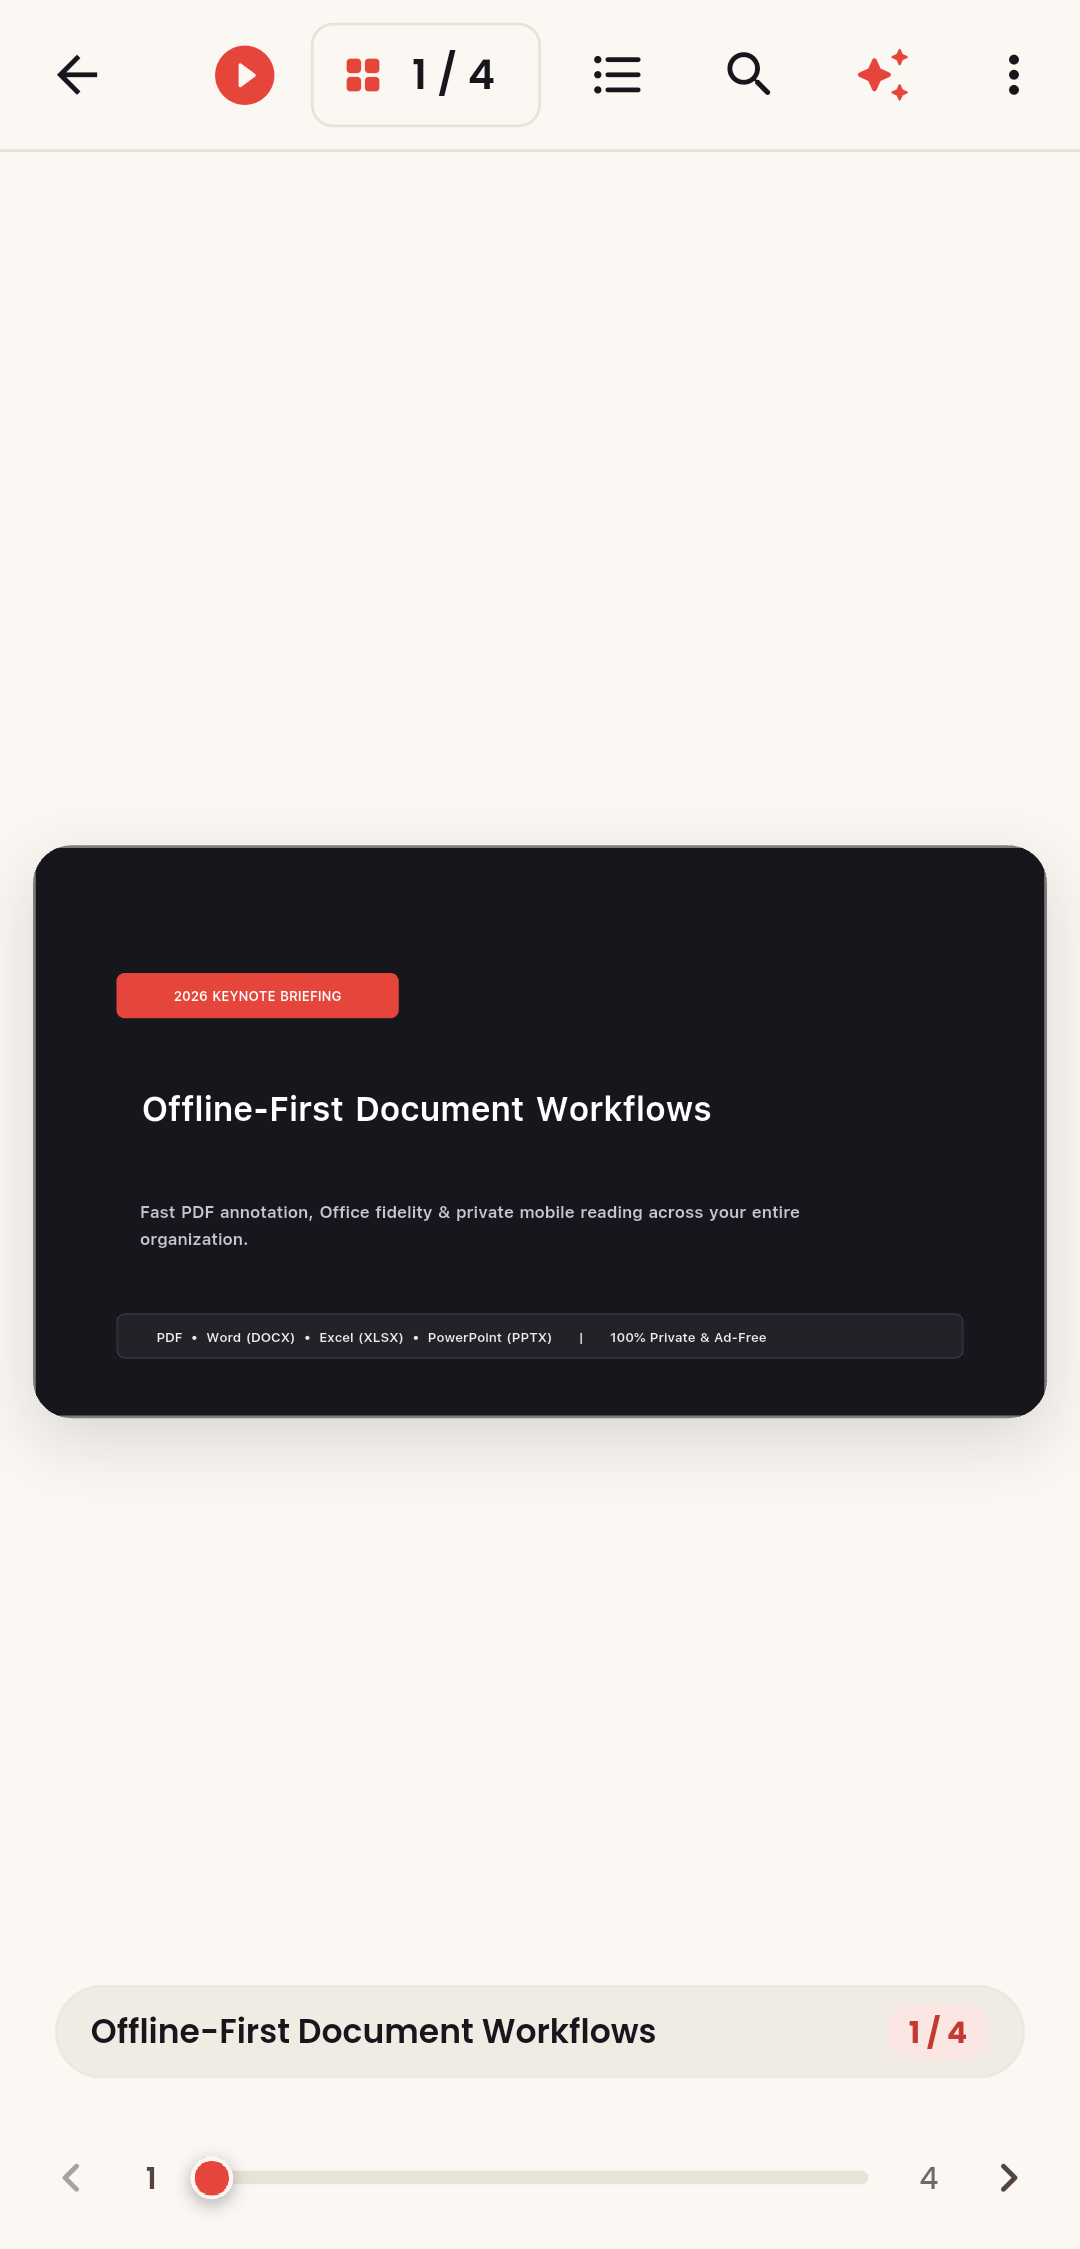 1 / 4
2026 KEYNOTE BRIEFING
Offline-First Document Workflows
Fast PDF annotation, Office fidelity & private mobile reading across your entire
organization.
PDF • Word (DOCX) • Excel (XLSX) • PowerPoint (PPTX) | 100% Private & Ad-Free
Offline-First Document Workflows 1 / 4
1 4